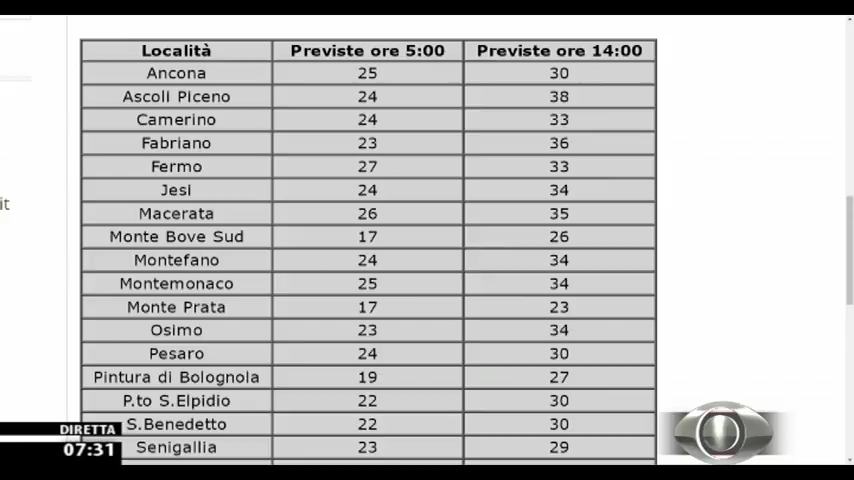 Località Previste ore 5:00 Previste ore 14:00
Ancona 25 30
Ascoli Piceno 24 38
Camerino 24 33
Fabriano 23 36
Fermo 27 33
Jesi 24 34
Macerata 26 35
Monte Bove Sud 17 26
Montefano 24 34
Montemonaco 25 34
Monte Prata 17 23
it
Osimo 23 34
Pesaro 24 30
Pintura di Bolognola 19 27
P.to S.Elpidio 22 30
S.Benedetto 22 30
Senigallia 23 29
DIRETTA
07:31